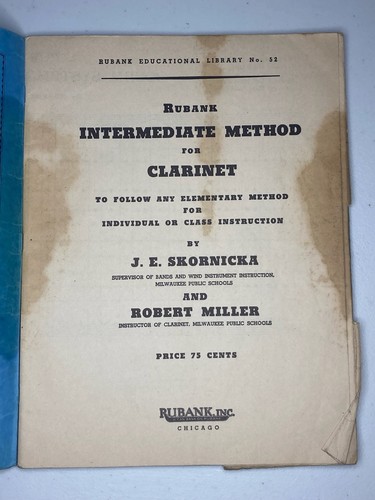 RUBANK EDUCATIONAL LIBRARY No. 52
RUBANK
INTERMEDIATE METHOD
FOR
CLARINET
TO FOLLOW ANY ELEMENTARY METHOD
FOR
INDIVIDUAL OR CLASS INSTRUCTION
BY
J. E. SKORNICKA
SUPERVISOR OF BANDS AND WIND INSTRUMENT INSTRUCTION,
MILWAUKEE PUBLIC SCHOOLS
AND
ROBERT MILLER
INSTRUCTOR OF CLARINET, MILWAUKEE PUBLIC SCHOOLS
PRICE 75 CENTS
RUBANK, INC.
CHICAGO